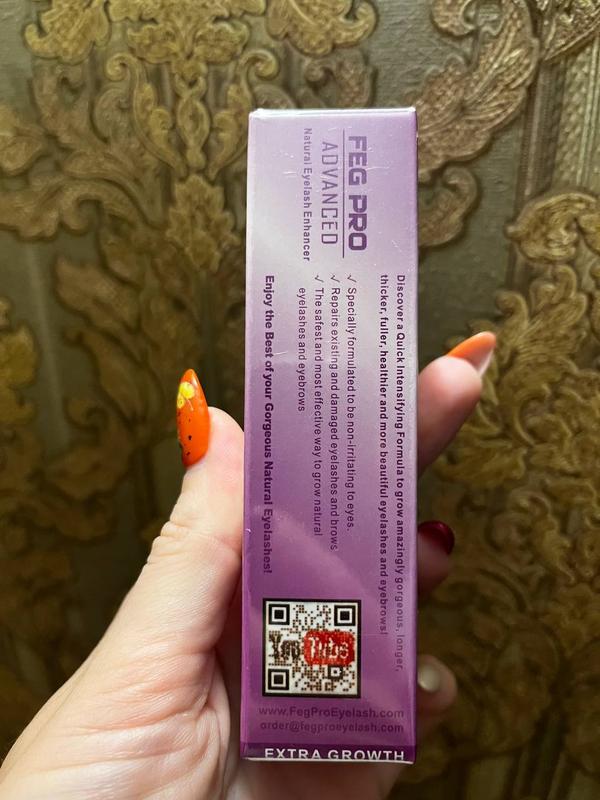 FEG PRO
ADVANCED
Natural Eyelash Enhancer
Discover a Quick Intensifying Formula to grow amazingly gorgeous, longer,
thicker, fuller, healthier and more beautiful eyelashes and eyebrows!
√ Specially formulated to be non-irritating to eyes.
√ Repairs existing and damaged eyelashes and brows
√ The safest and most effective way to grow natural
eyelashes and eyebrows
Enjoy the Best of your Gorgeous Natural Eyelashes!
You Tube
www.FegProEyelash.com
order@fegproeyelash.com
EXTRA GROWTH